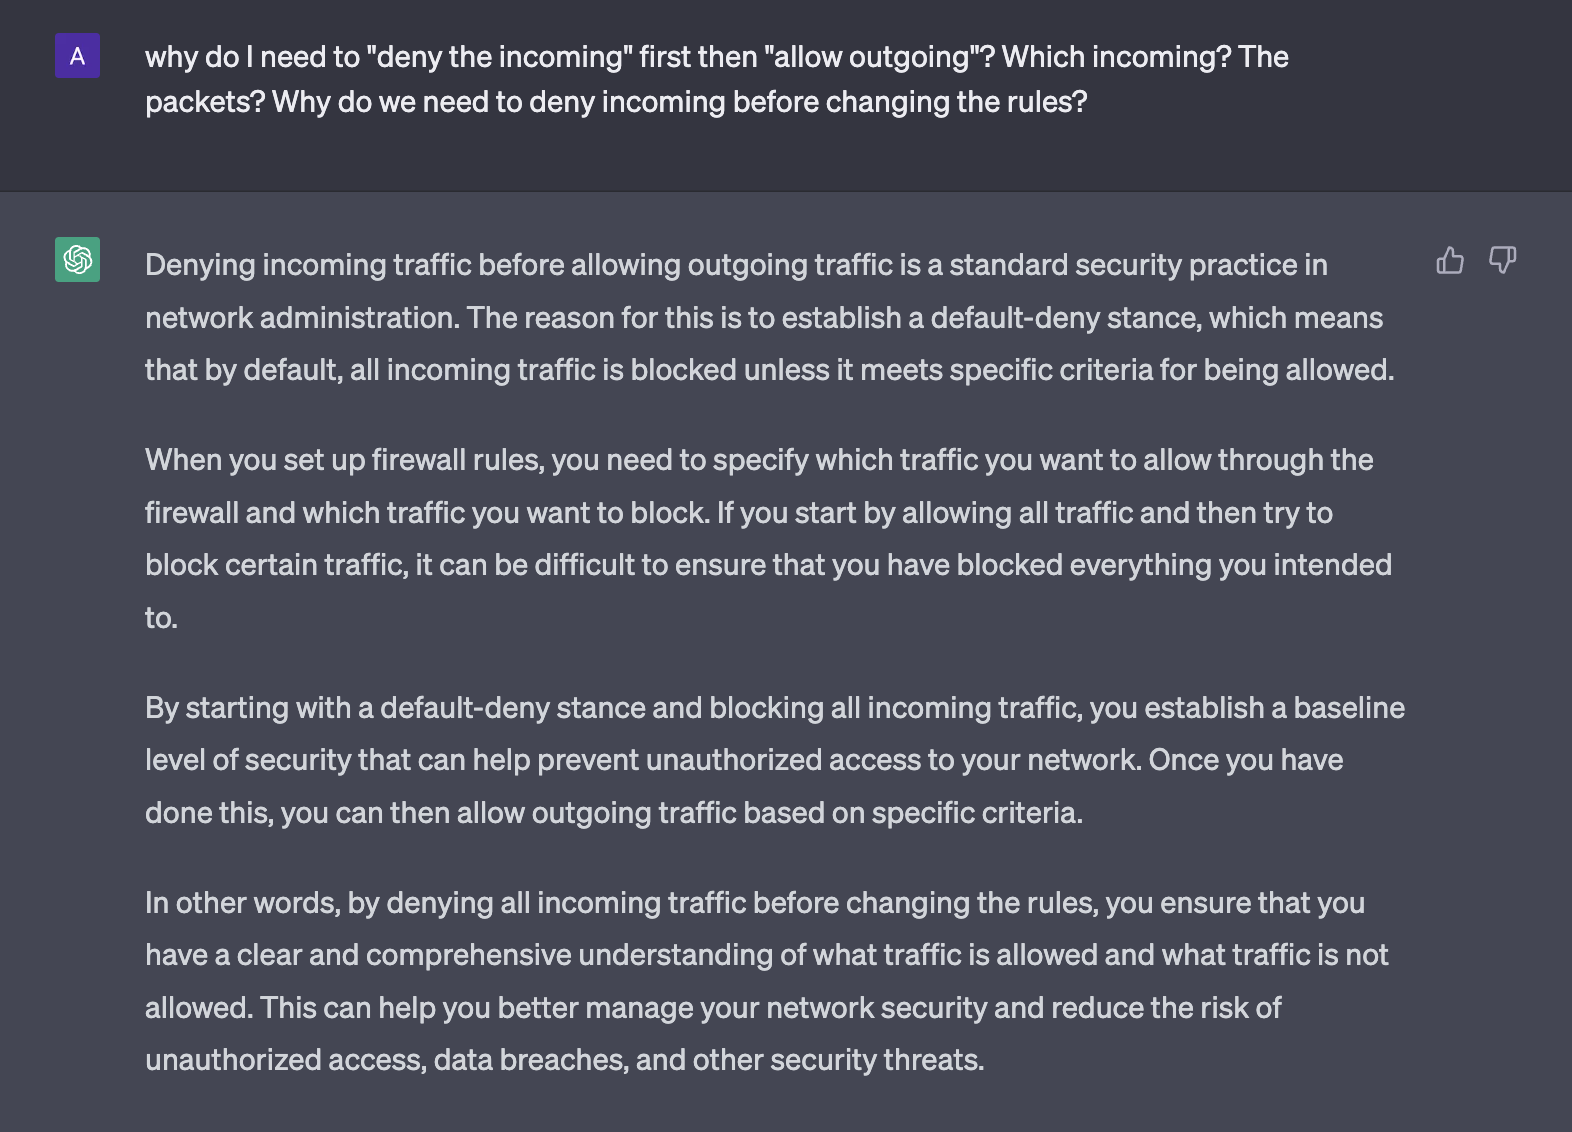 A
why do I need to "deny the incoming" first then "allow outgoing"? Which incoming? The
packets? Why do we need to deny incoming before changing the rules?
Denying incoming traffic before allowing outgoing traffic is a standard security practice in
network administration. The reason for this is to establish a default-deny stance, which means
that by default, all incoming traffic is blocked unless it meets specific criteria for being allowed.
When you set up firewall rules, you need to specify which traffic you want to allow through the
firewall and which traffic you want to block. If you start by allowing all traffic and then try to
block certain traffic, it can be difficult to ensure that you have blocked everything you intended
to.
By starting with a default-deny stance and blocking all incoming traffic, you establish a baseline
level of security that can help prevent unauthorized access to your network. Once you have
done this, you can then allow outgoing traffic based on specific criteria.
In other words, by denying all incoming traffic before changing the rules, you ensure that you
have a clear and comprehensive understanding of what traffic is allowed and what traffic is not
allowed. This can help you better manage your network security and reduce the risk of
unauthorized access, data breaches, and other security threats.